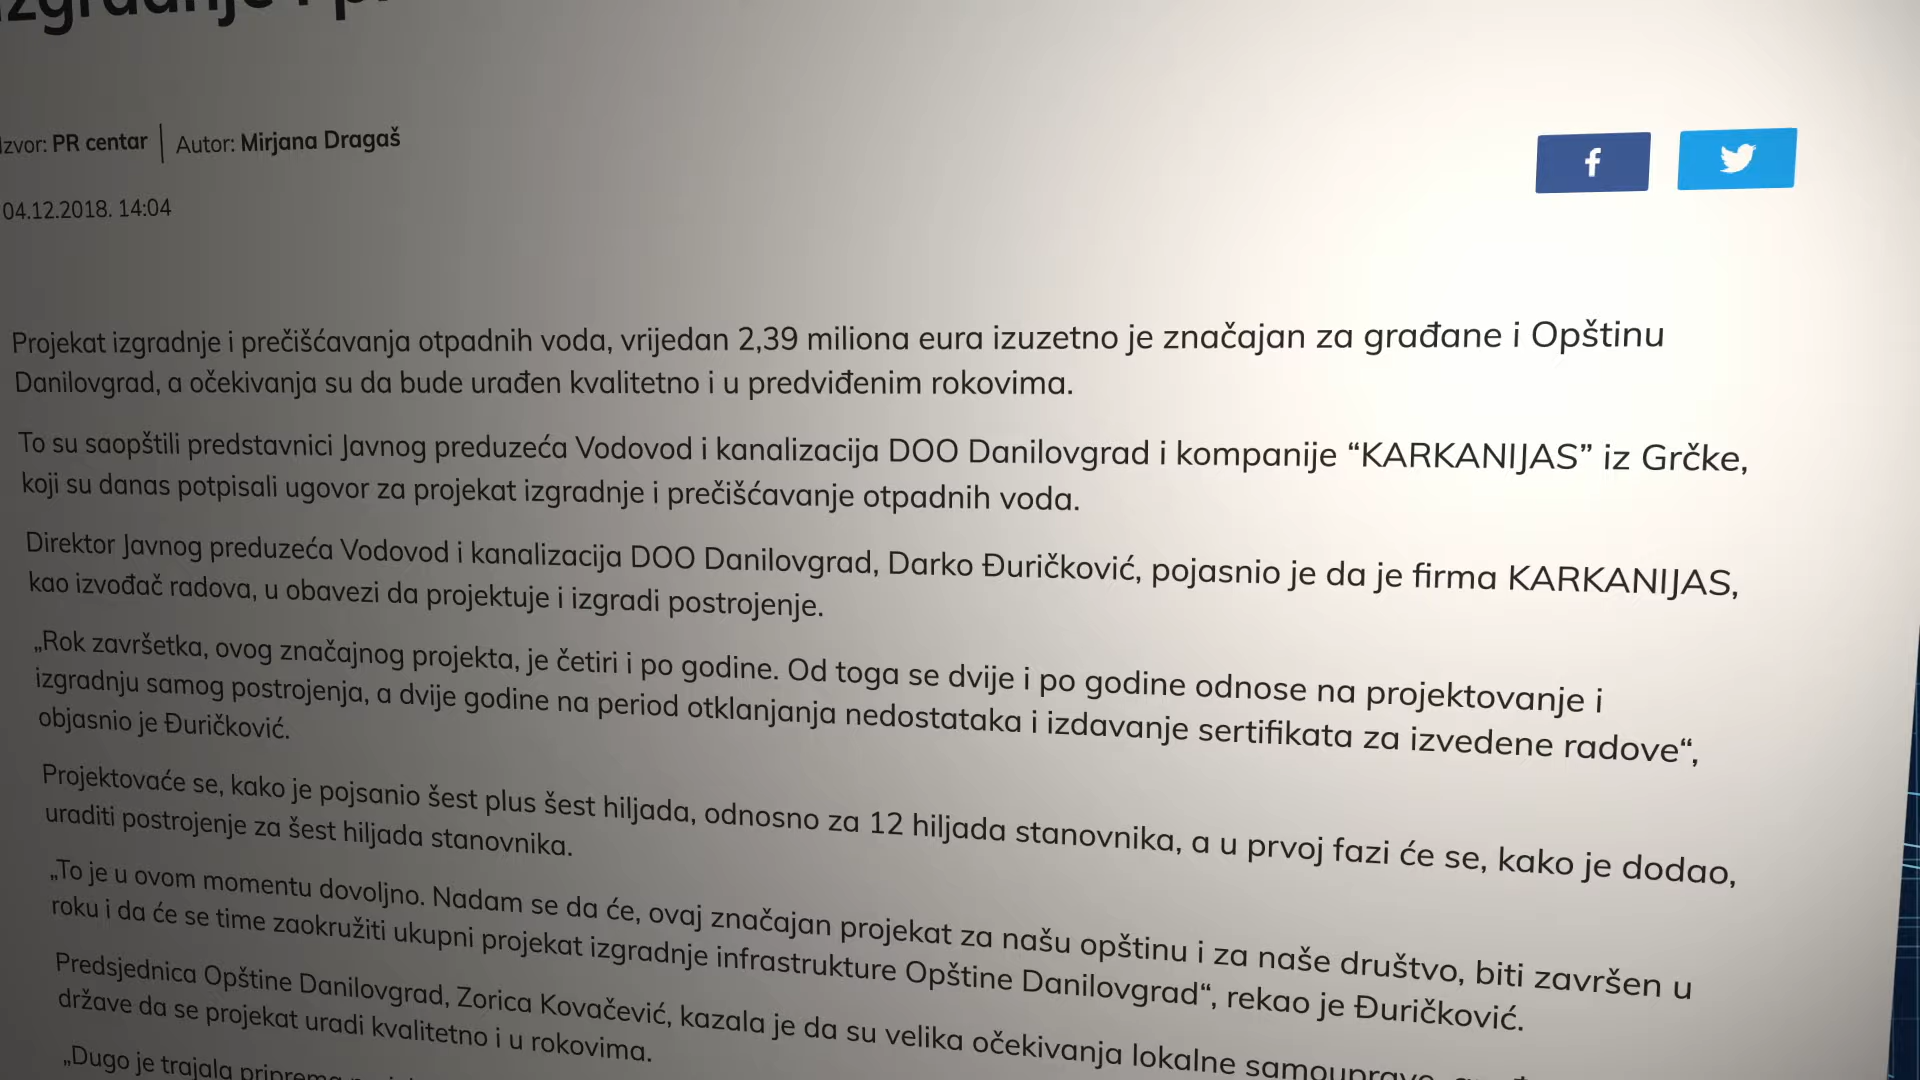 Izvor: PR centar | Autor: Mirjana Dragaš
04.12.2018. 14:04
Projekat izgradnje i prečišćavanja otpadnih voda, vrijedan 2,39 miliona eura izuzetno je značajan za građane i Opštinu
Danilovgrad, a očekivanja su da bude urađen kvalitetno i u predviđenim rokovima.
To su saopštili predstavnici Javnog preduzeća Vodovod i kanalizacija DOO Danilovgrad i kompanije “KARKANIJAS” iz Grčke,
koji su danas potpisali ugovor za projekat izgradnje i prečišćavanje otpadnih voda.
Direktor Javnog preduzeća Vodovod i kanalizacija DOO Danilovgrad, Darko Đuričković, pojasnio je da je firma KARKANIJAS,
kao izvođač radova, u obavezi da projektuje i izgradi postrojenje.
„Rok završetka, ovog značajnog projekta, je četiri i po godine. Od toga se dvije i po godine odnose na projektovanje i
izgradnju samog postrojenja, a dvije godine na period otklanjanja nedostataka i izdavanje sertifikata za izvedene radove“,
objasnio je Đuričković.
Projektovaće se, kako je pojsanio šest plus šest hiljada, odnosno za 12 hiljada stanovnika, a u prvoj fazi će se, kako je dodao,
uraditi postrojenje za šest hiljada stanovnika.
„To je u ovom momentu dovoljno. Nadam se da će, ovaj značajan projekat za našu opštinu i za naše društvo, biti završen u
roku i da će se time zaokružiti ukupni projekat izgradnje infrastrukture Opštine Danilovgrad“, rekao je Đuričković.
Predsjednica Opštine Danilovgrad, Zorica Kovačević, kazala je da su velika očekivanja lokalne samouprave,
države da se projekat uradi kvalitetno i u rokovima.
„Dugo je trajala priprema